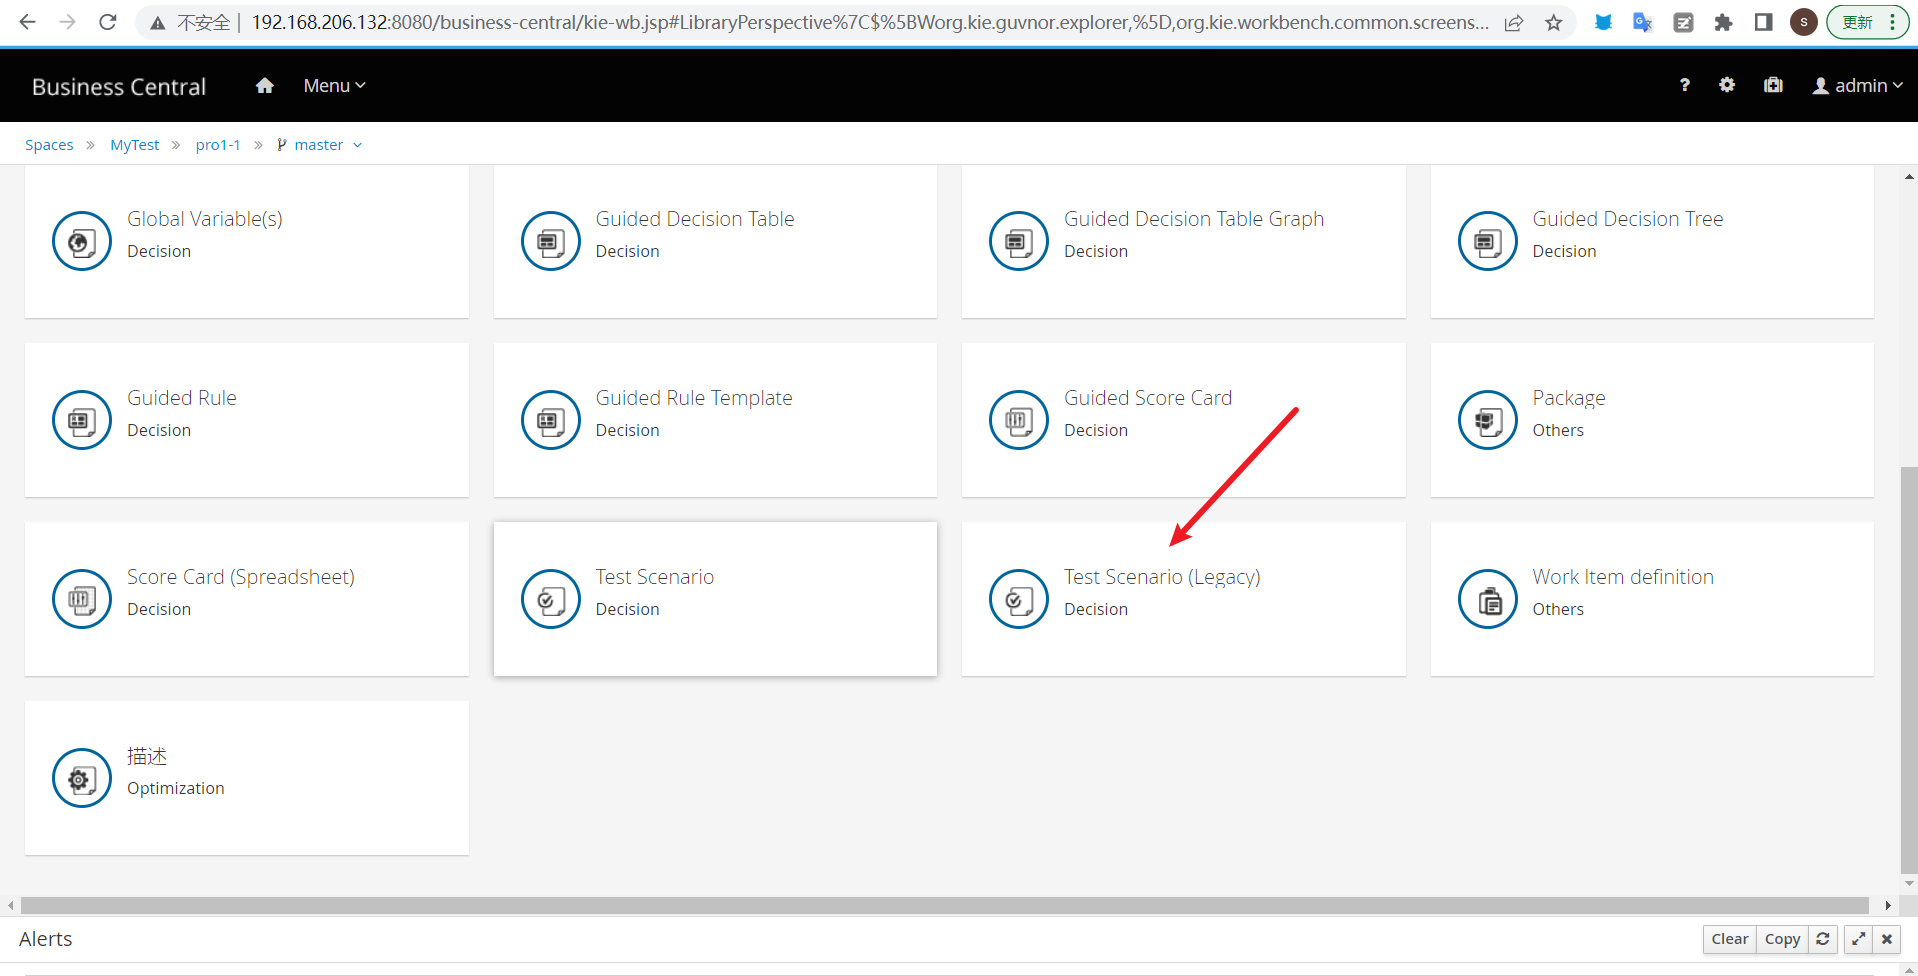 不安全 192.168.206.132:8080/business-central/kie-wb.jsp#LibraryPerspective%7C$%5BWorg.kie.guvnor.explorer,%5D,org.kie.workbench.common.screens... S 更新
Business Central Menu ? admin
Spaces » MyTest » pro1-1 » master
Global Variable(s) Guided Decision Table Guided Decision Table Graph Guided Decision Tree
Decision Decision Decision Decision
Guided Rule Guided Rule Template Guided Score Card Package
Decision Decision Decision Others
Score Card (Spreadsheet) Test Scenario Test Scenario (Legacy) Work Item definition
Decision Decision Decision Others
描述
Optimization
Alerts Clear Copy